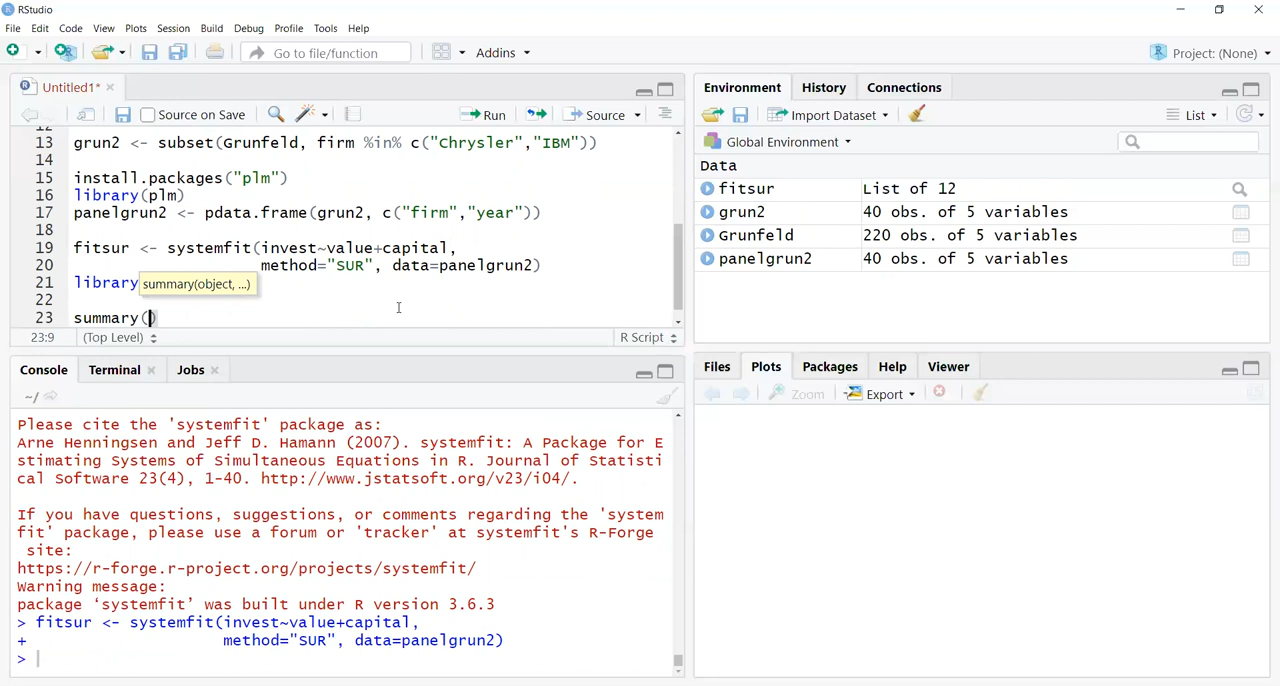 RStudio
File Edit Code View Plots Session Build Debug Profile Tools Help
Go to file/function Addins Project: (None)
Untitled1*
Source on Save Run Source
13 grun2 <- subset(Grunfeld, firm %in% c("Chrysler","IBM"))
14
15 install.packages("plm")
16 library(plm)
17 panelgrun2 <- pdata.frame(grun2, c("firm","year"))
18
19 fitsur <- systemfit(invest~value+capital,
20 method="SUR", data=panelgrun2)
21 library
summary(object, ...)
22
23 summary()
23:9 (Top Level) R Script
Console Terminal Jobs
~/
Please cite the 'systemfit' package as:
Arne Henningsen and Jeff D. Hamann (2007). systemfit: A Package for E
stimating Systems of Simultaneous Equations in R. Journal of Statisti
cal Software 23(4), 1-40. http://www.jstatsoft.org/v23/i04/.
If you have questions, suggestions, or comments regarding the 'system
fit' package, please use a forum or 'tracker' at systemfit's R-Forge
site:
https://r-forge.r-project.org/projects/systemfit/
Warning message:
package ‘systemfit’ was built under R version 3.6.3
> fitsur <- systemfit(invest~value+capital,
+ method="SUR", data=panelgrun2)
>
Environment History Connections
Import Dataset List
Global Environment
Data
fitsur List of 12
grun2 40 obs. of 5 variables
Grunfeld 220 obs. of 5 variables
panelgrun2 40 obs. of 5 variables
Files Plots Packages Help Viewer
Zoom Export